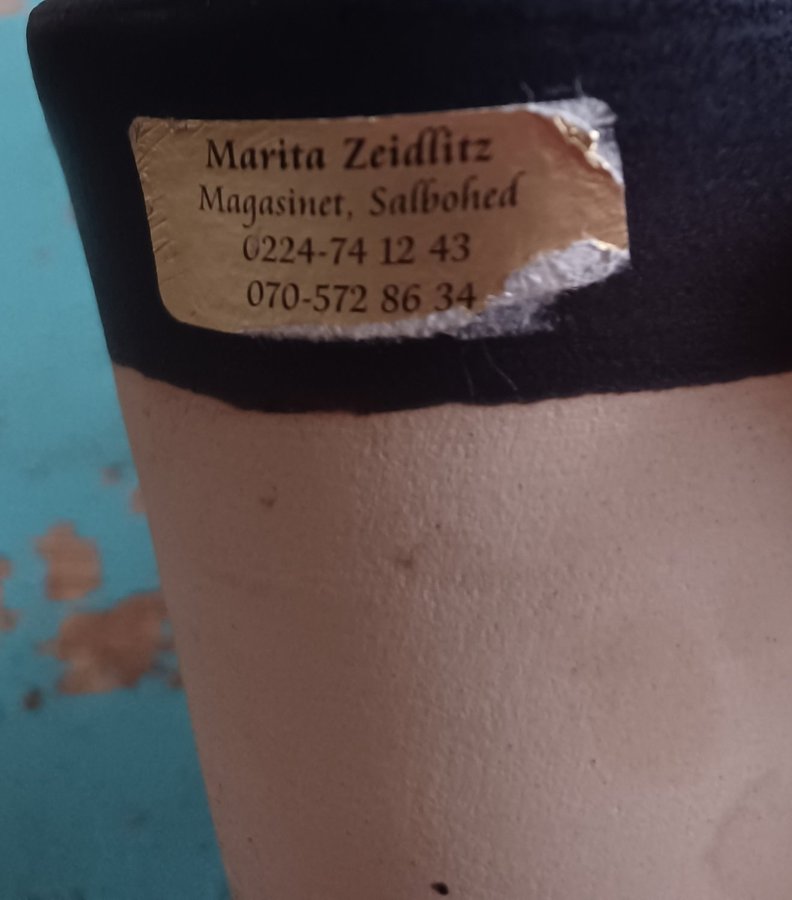 Marita Zeidlitz
Magasinet, Salbohed
0224-74 12 43
070-572 86 34